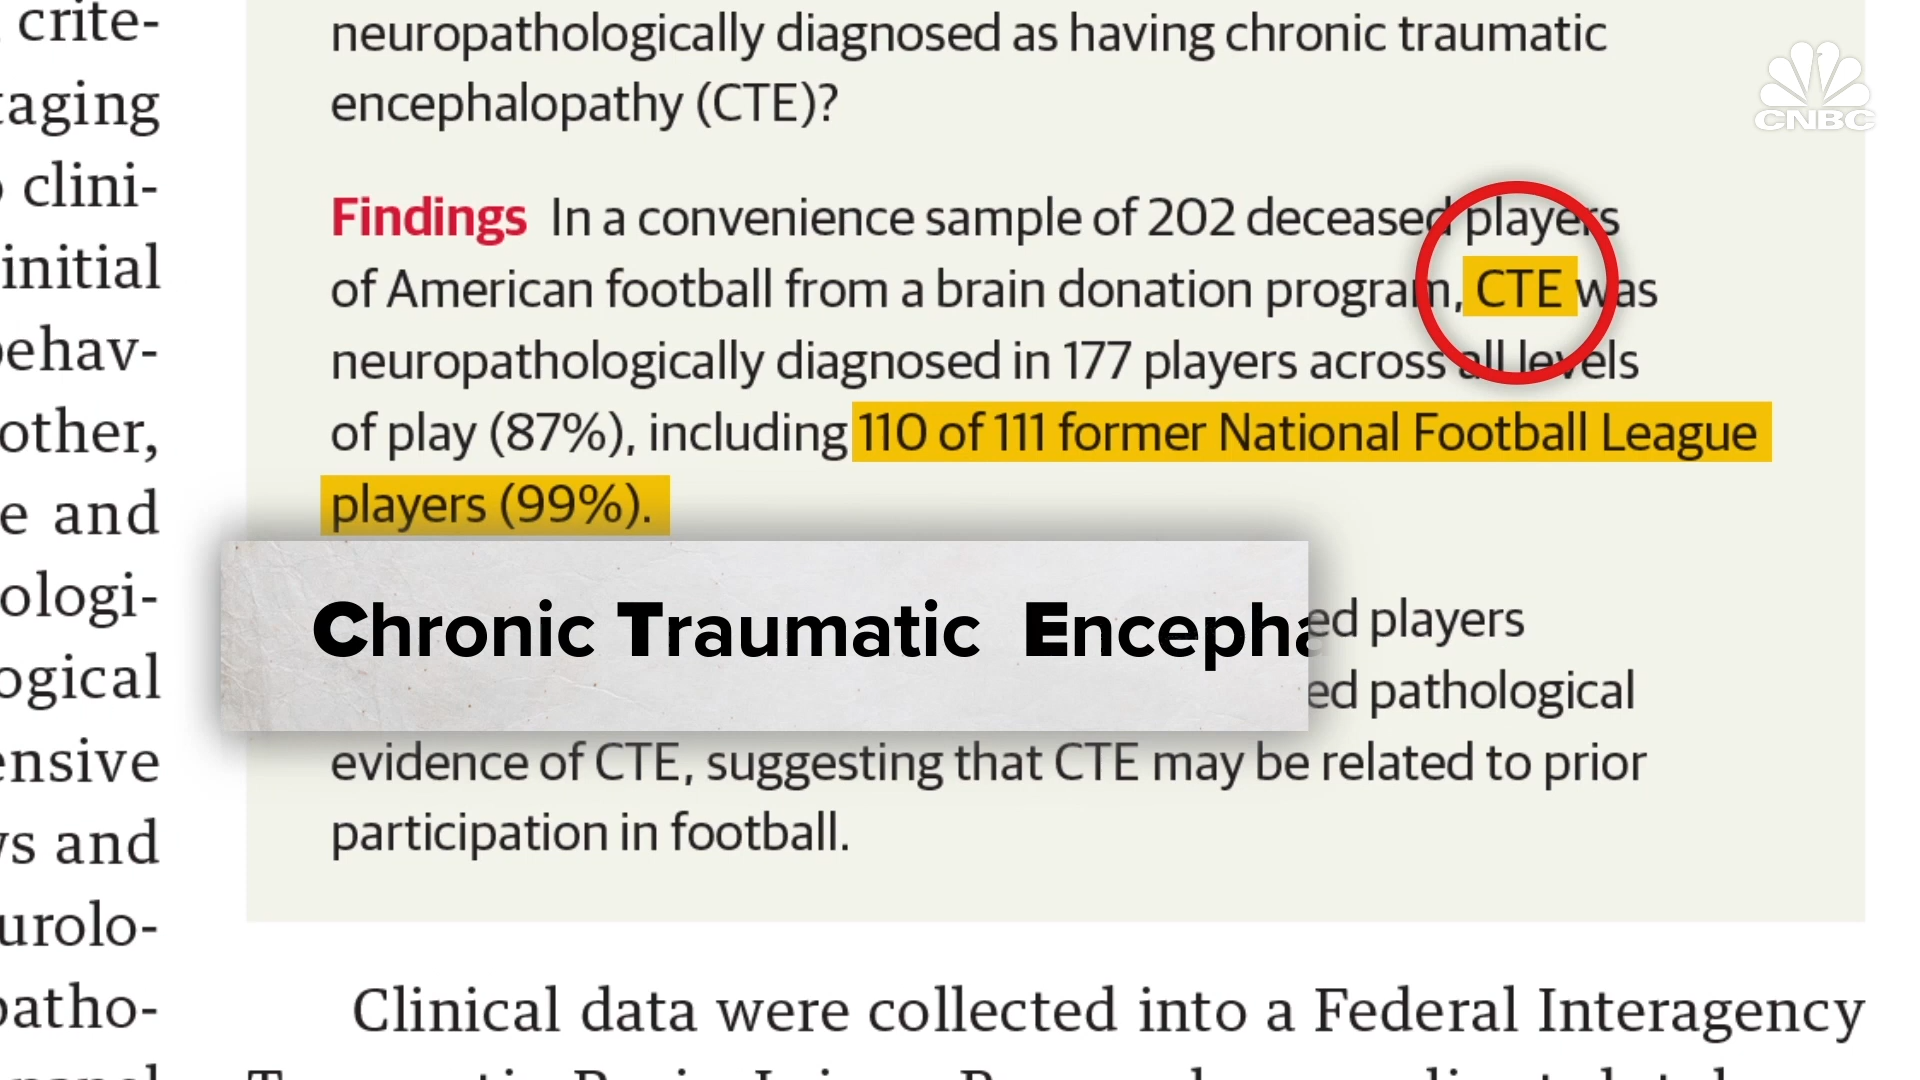 crite-
taging
clini-
initial
behav-
other,
e and
ologi-
ogical
ensive
ws and
urolo-
patho-
neuropathologically diagnosed as having chronic traumatic
encephalopathy (CTE)?
CNBC
Findings In a convenience sample of 202 deceased players
of American football from a brain donation program, CTE was
neuropathologically diagnosed in 177 players across all levels
of play (87%), including 110 of 111 former National Football League
players (99%).
Chronic Traumatic Encepha
ed players
ed pathological
evidence of CTE, suggesting that CTE may be related to prior
participation in football.
Clinical data were collected into a Federal Interagency